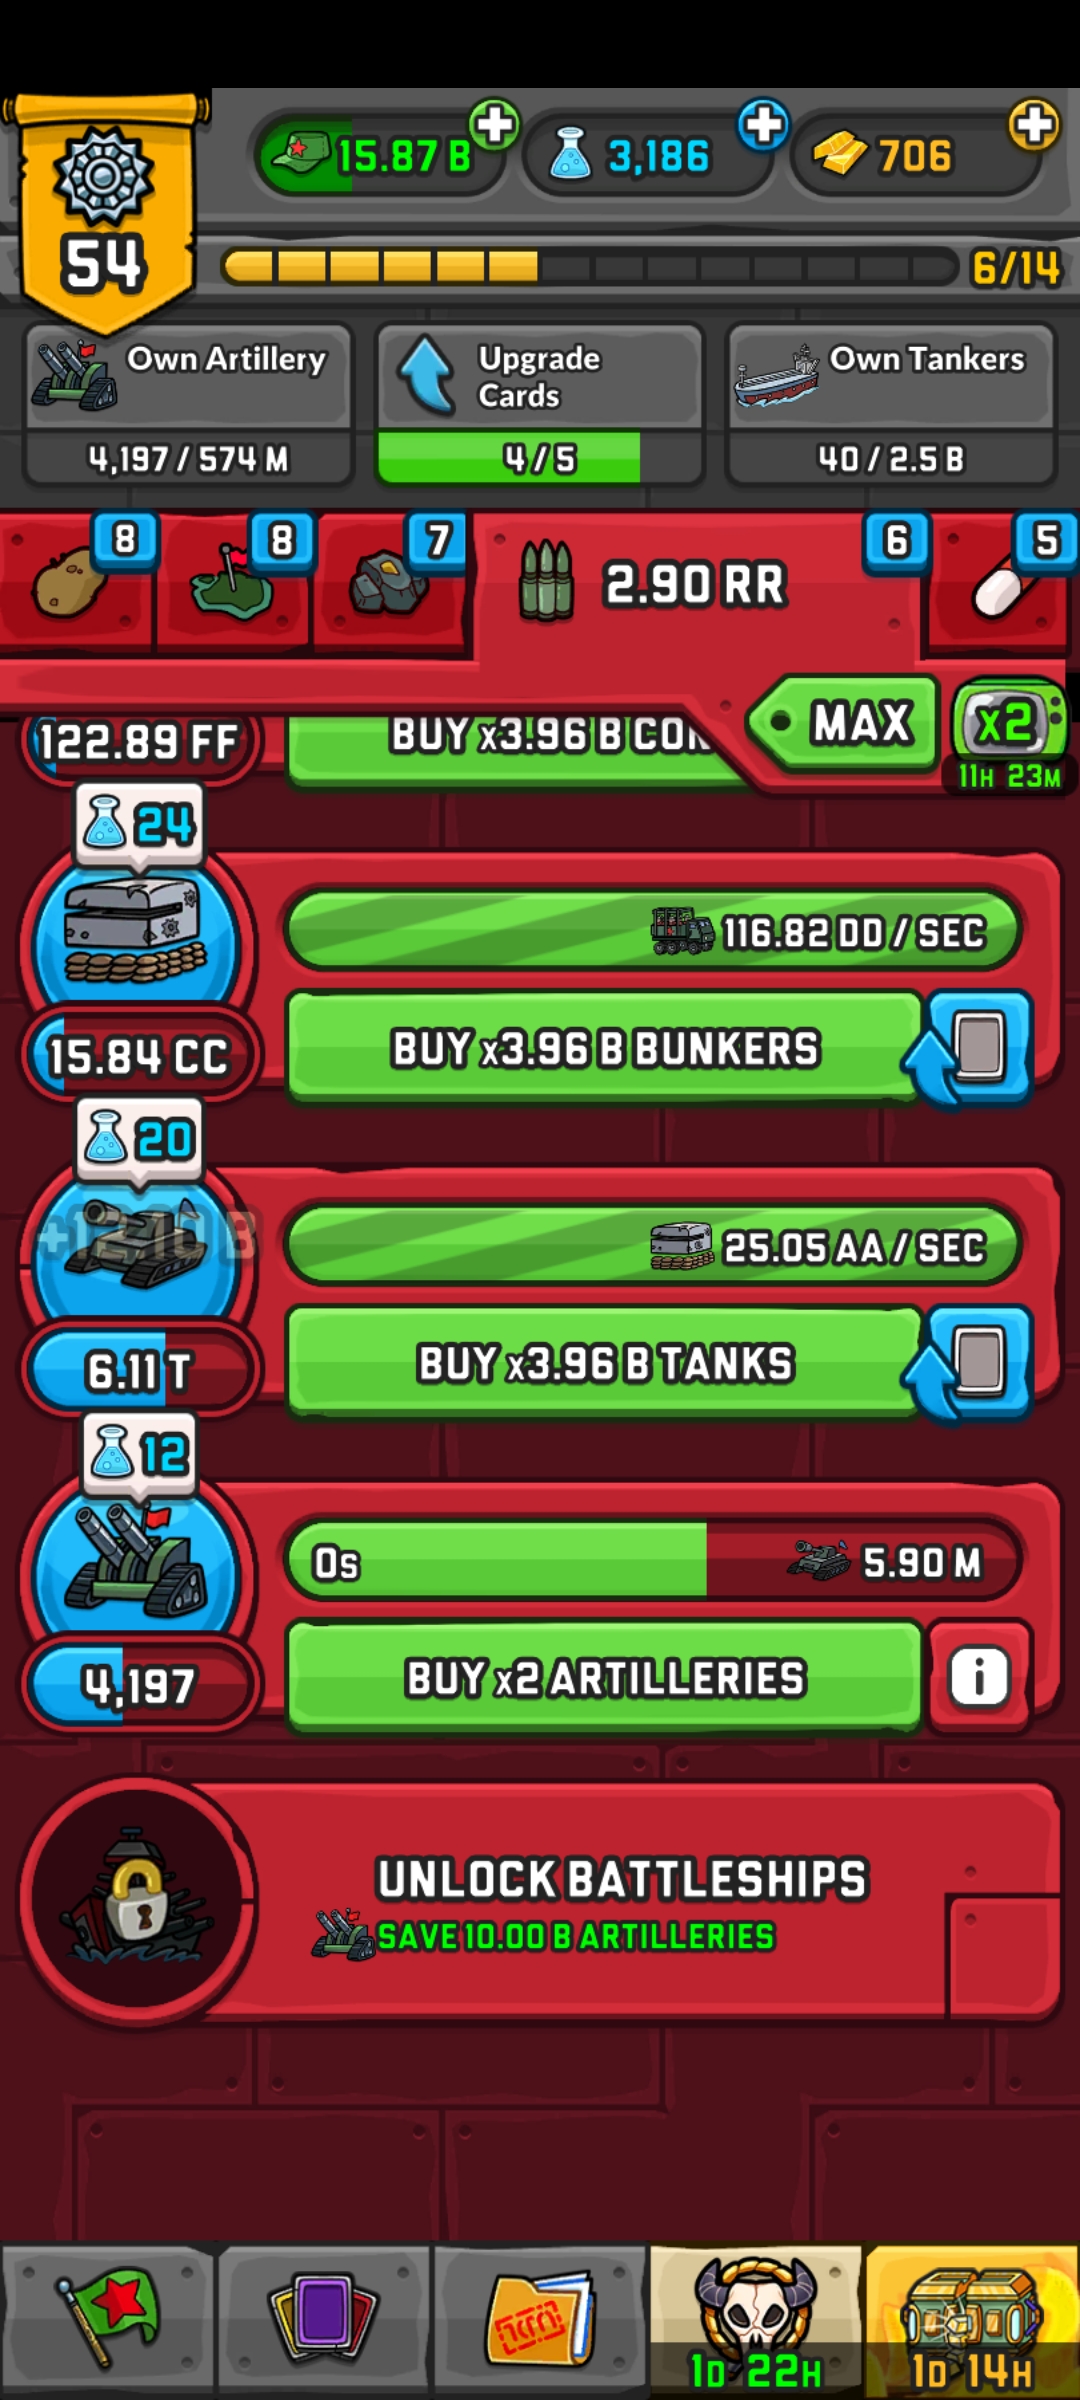 54
15.87 B
3,186
706
6/14
Own Artillery
4,197 / 574 M
Upgrade
Cards
4 / 5
Own Tankers
40 / 2.5 B
8
8
7
2.90 RR
6
5
MAX
x2
11H 23M
122.89 FF
24
116.82 DD / SEC
BUY x3.96 B BUNKERS
15.84 CC
20
25.05 AA / SEC
BUY x3.96 B TANKS
6.11 T
12
0s
5.90 M
BUY x2 ARTILLERIES
i
4,197
UNLOCK BATTLESHIPS
SAVE 10.00 B ARTILLERIES
1D 22H
1D 14H